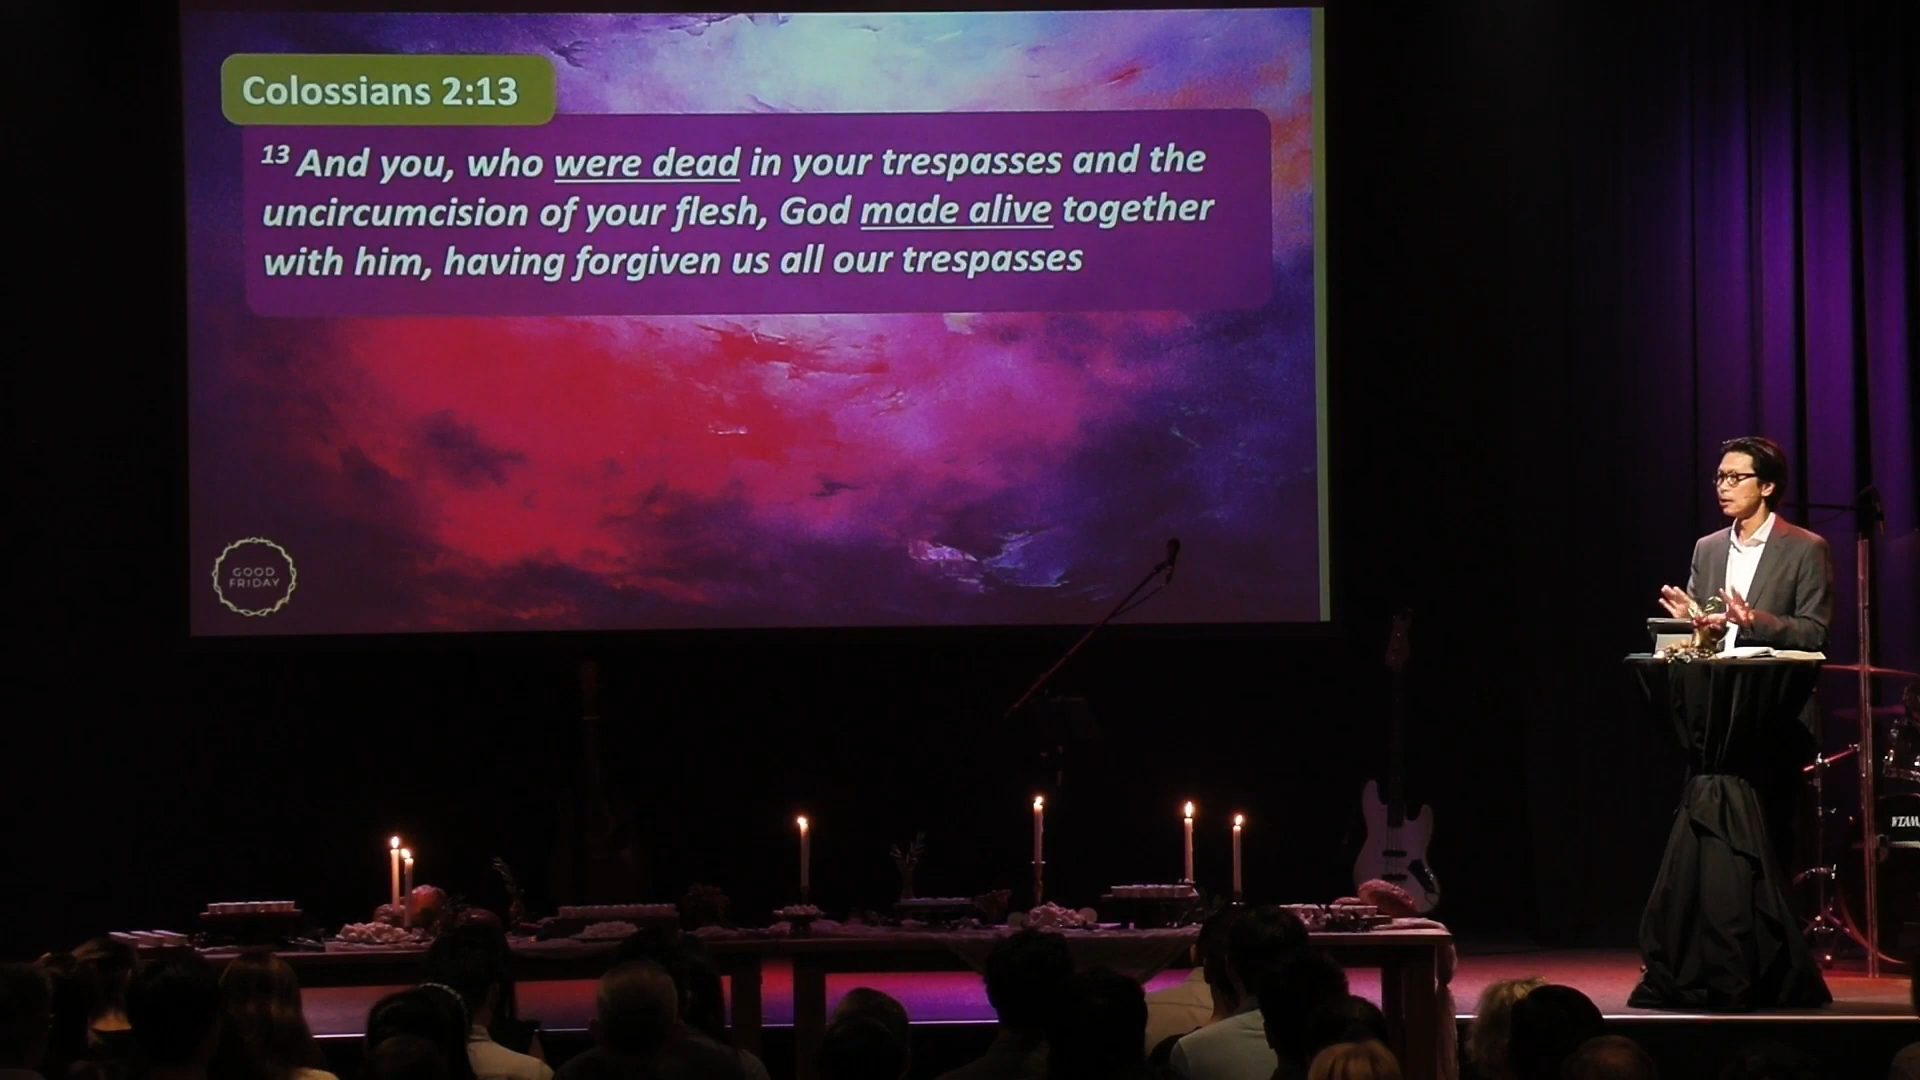 Colossians 2:13
13 And you, who were dead in your trespasses and the
uncircumcision of your flesh, God made alive together
with him, having forgiven us all our trespasses
GOOD
FRIDAY
TAMA